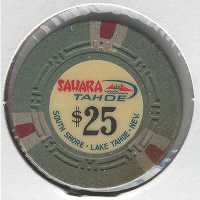 SAHARA
TAHOE
$25
SOUTH SHORE · LAKE TAHOE · NEV.